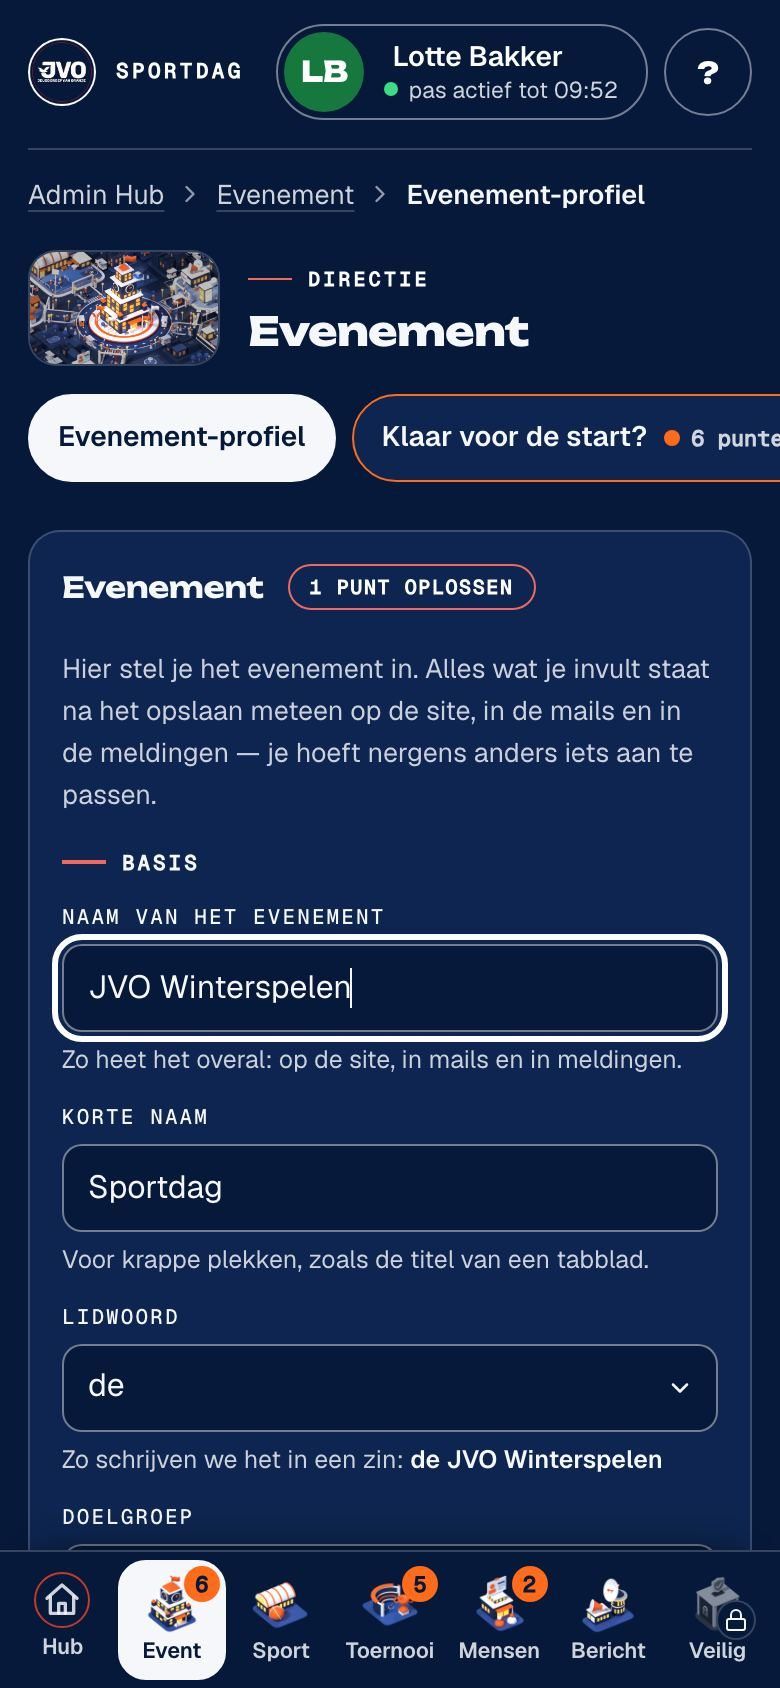 JVO SPORTDAG
LB
Lotte Bakker
pas actief tot 09:52
?
Admin Hub > Evenement > Evenement-profiel
DIRECTIE
Evenement
Evenement-profiel
Klaar voor de start? 6 punte
Evenement
1 PUNT OPLOSSEN
Hier stel je het evenement in. Alles wat je invult staat
na het opslaan meteen op de site, in de mails en in
de meldingen — je hoeft nergens anders iets aan te
passen.
BASIS
NAAM VAN HET EVENEMENT
JVO Winterspelen
Zo heet het overal: op de site, in mails en in meldingen.
KORTE NAAM
Sportdag
Voor krappe plekken, zoals de titel van een tabblad.
LIDWOORD
de
Zo schrijven we het in een zin: de JVO Winterspelen
DOELGROEP
6
5
2
Hub
Event
Sport
Toernooi
Mensen
Bericht
Veilig